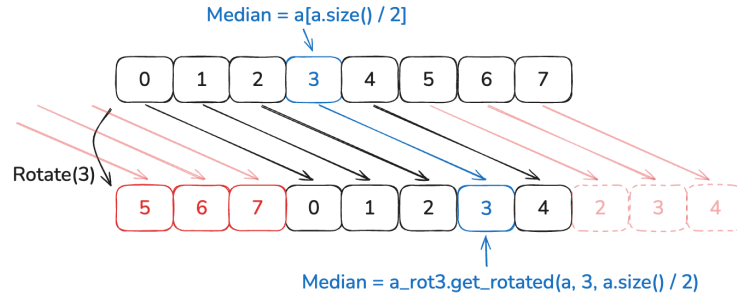 Median = a[a.size() / 2]
0 1 2 3 4 5 6 7
Rotate(3)
5 6 7 0 1 2 3 4 2 3 4
Median = a_rot3.get_rotated(a, 3, a.size() / 2)